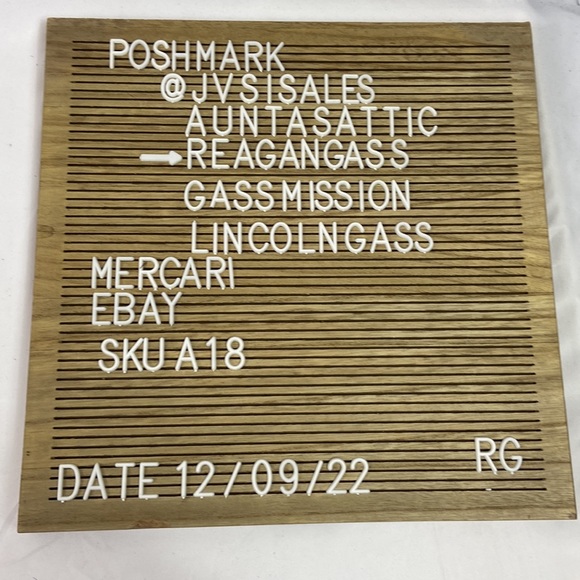 POSHMARK
@JVSISALES
AUNTASATTIC
REAGANGASS
GASSMISSION
LINCOLNGASS
MERCARI
EBAY
SKU A18
RG
DATE 12/09/22